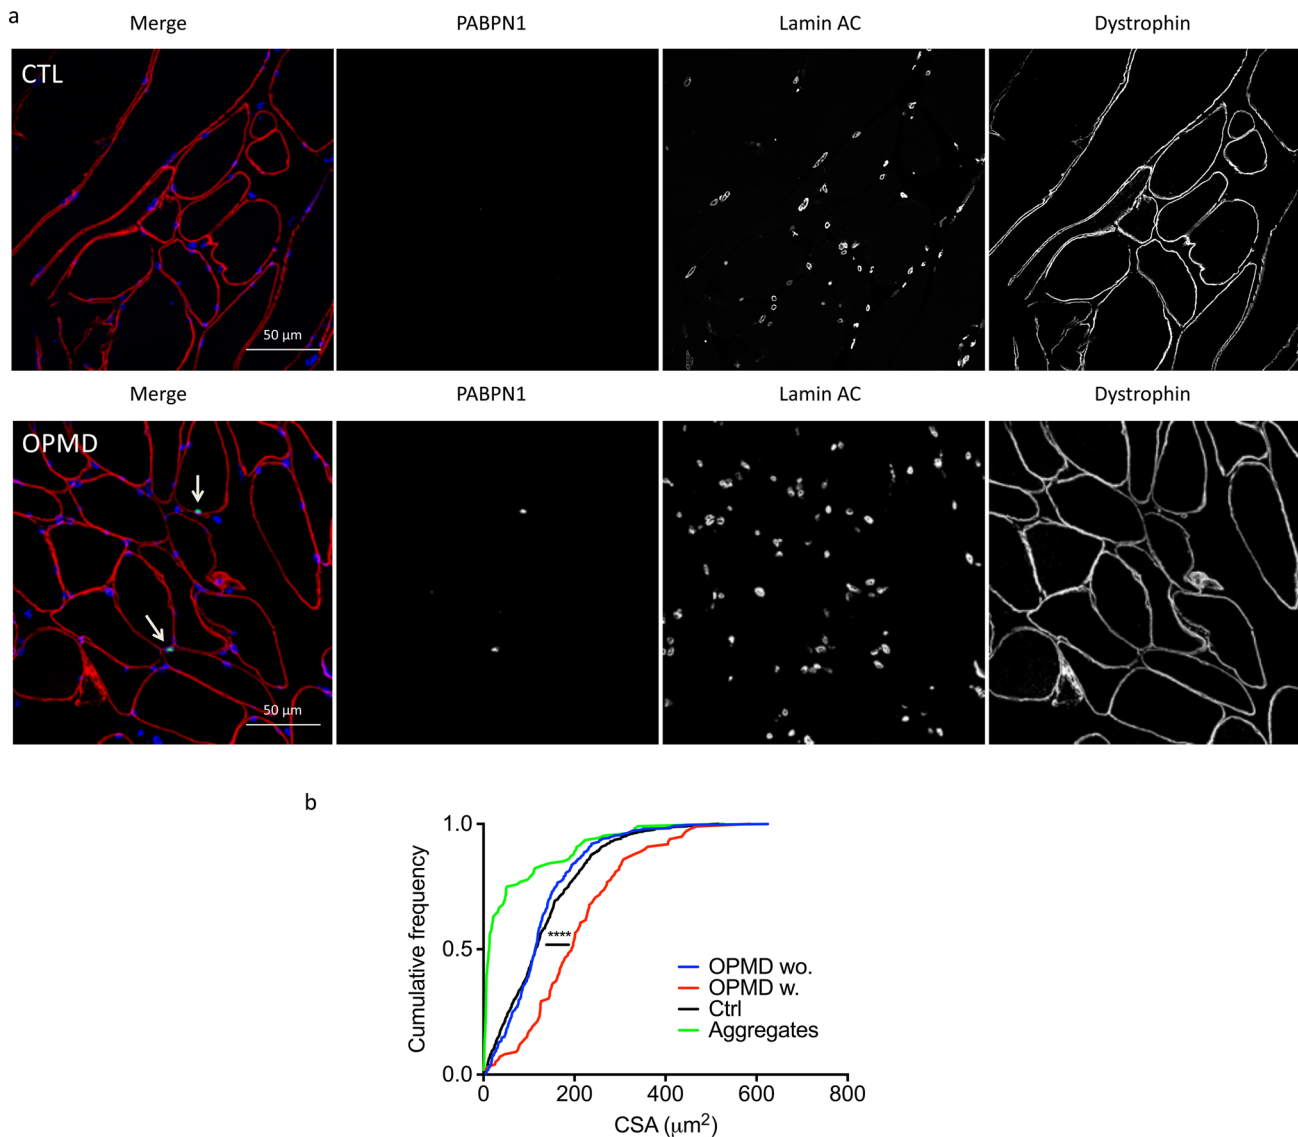 a
Merge PABPN1 Lamin AC Dystrophin
CTL
50 µm
Merge PABPN1 Lamin AC Dystrophin
OPMD
50 µm
b
1.0
0.5
0.0
Cumulative frequency
****
OPMD wo.
OPMD w.
Ctrl
Aggregates
0 200 400 600 800
CSA (µm²)